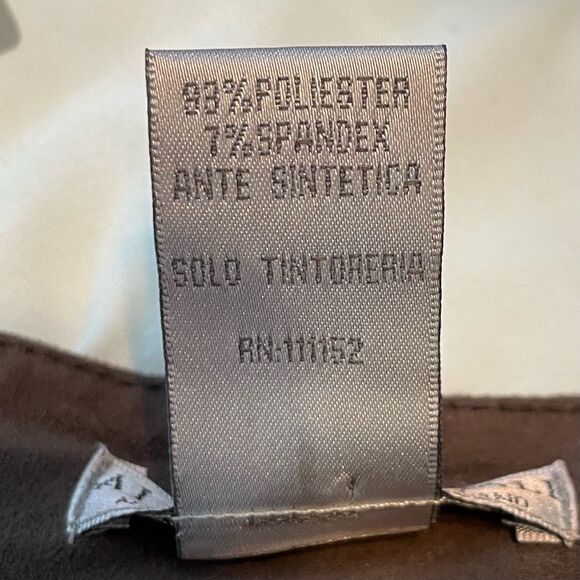 93%POLIESTER
7%SPANDEX
ANTE SINTETICA
SOLO TINTORERIA
RN:111152